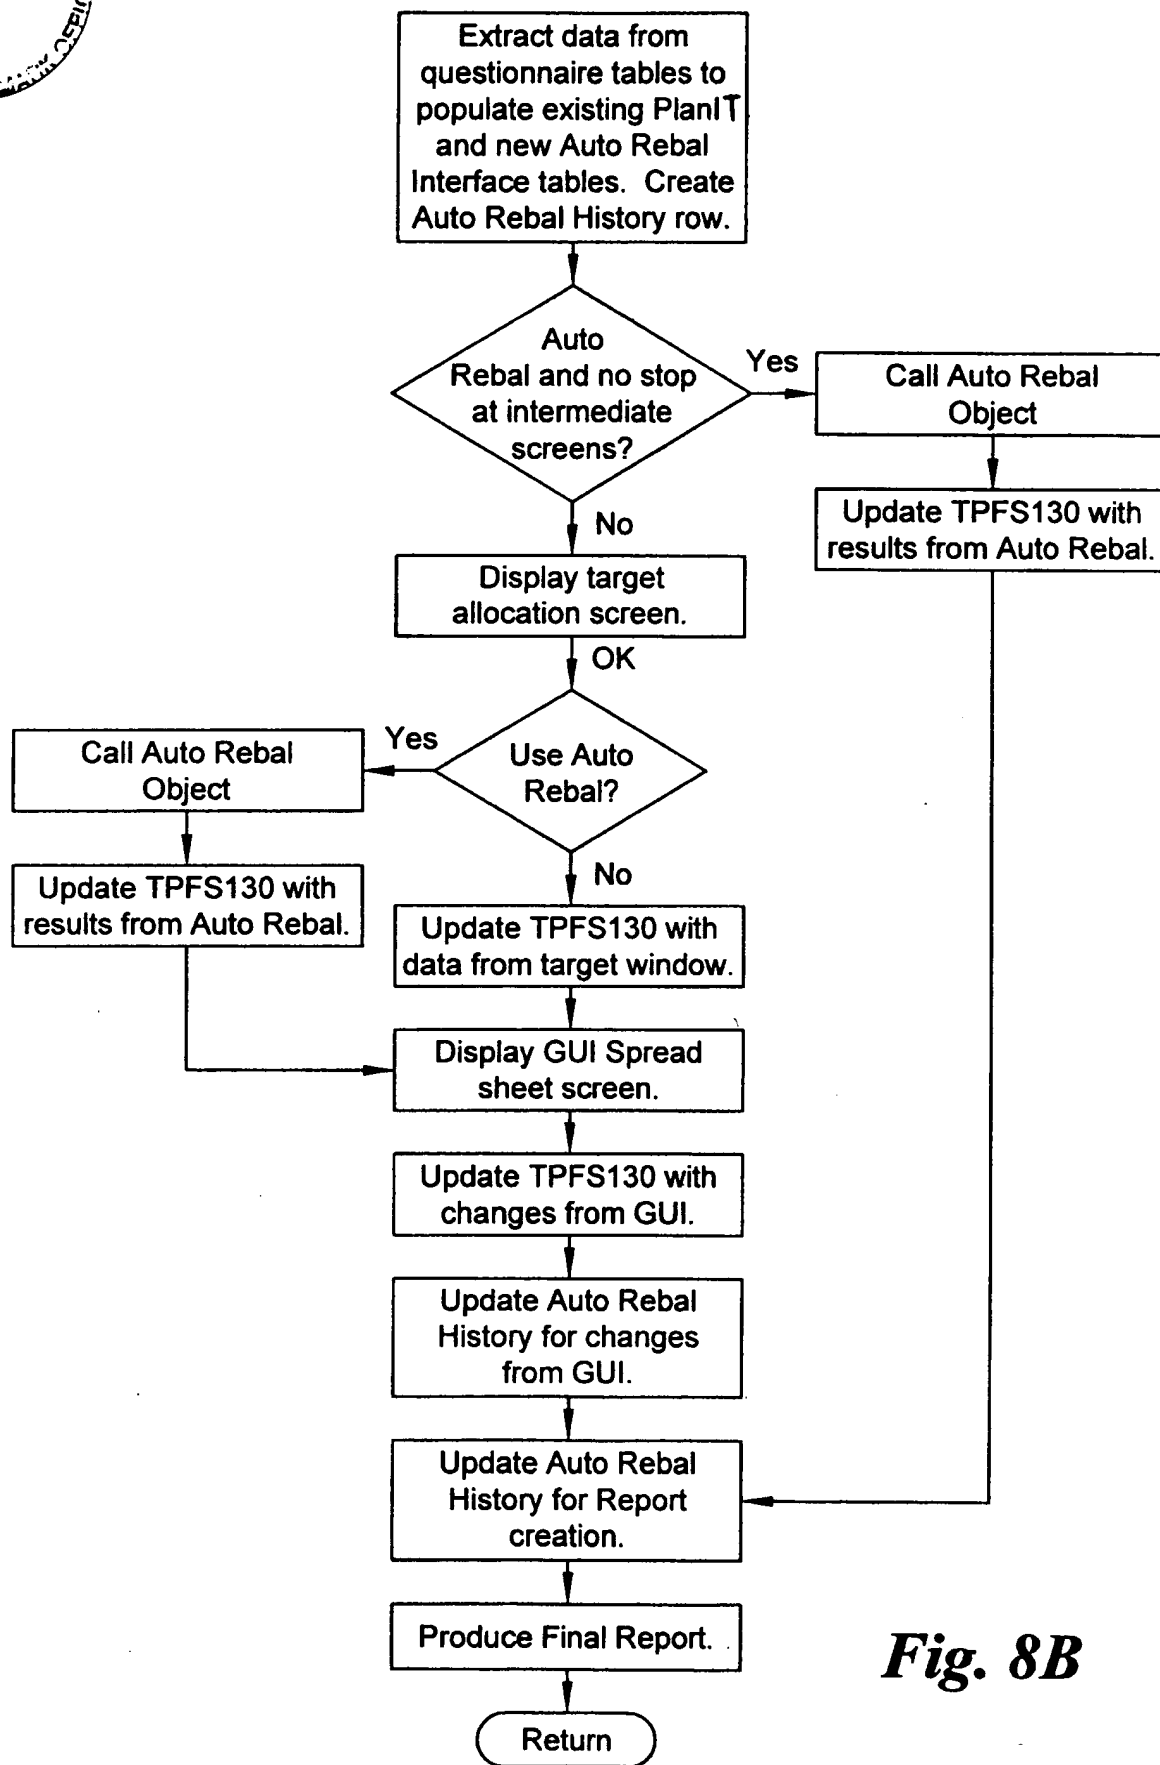 Extract data from
questionnaire tables to
populate existing PlanIT
and new Auto Rebal
Interface tables. Create
Auto Rebal History row.
Auto
Rebal and no stop
at intermediate
screens?
Yes
Call Auto Rebal
Object
Update TPFS130 with
results from Auto Rebal.
No
Display target
allocation screen.
OK
Use Auto
Rebal?
Yes
Call Auto Rebal
Object
Update TPFS130 with
results from Auto Rebal.
No
Update TPFS130 with
data from target window.
Display GUI Spread
sheet screen.
Update TPFS130 with
changes from GUI.
Update Auto Rebal
History for changes
from GUI.
Update Auto Rebal
History for Report
creation.
Produce Final Report.
Return
Fig. 8B